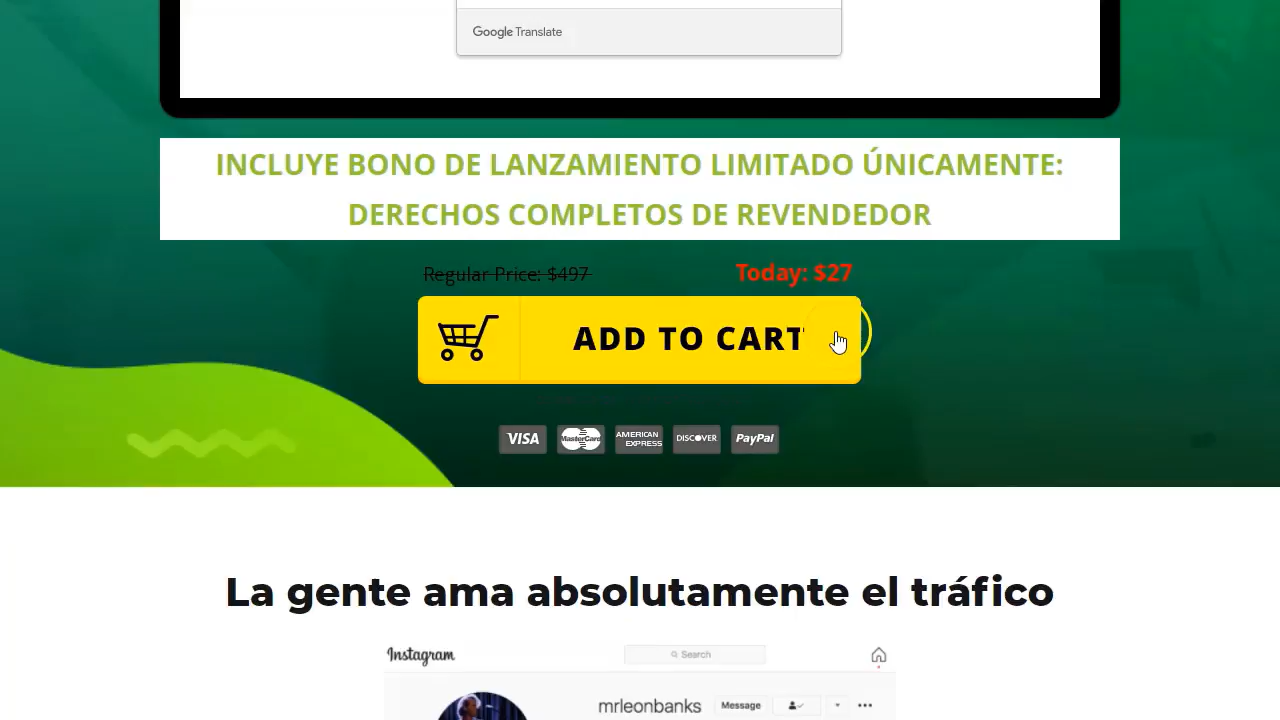 Google Translate
INCLUYE BONO DE LANZAMIENTO LIMITADO ÚNICAMENTE:
DERECHOS COMPLETOS DE REVENDEDOR
Regular Price: $497
Today: $27
ADD TO CART
VISA
MasterCard
AMERICAN EXPRESS
DISCOVER
PayPal
La gente ama absolutamente el tráfico
Instagram
Search
mrleonbanks
Message